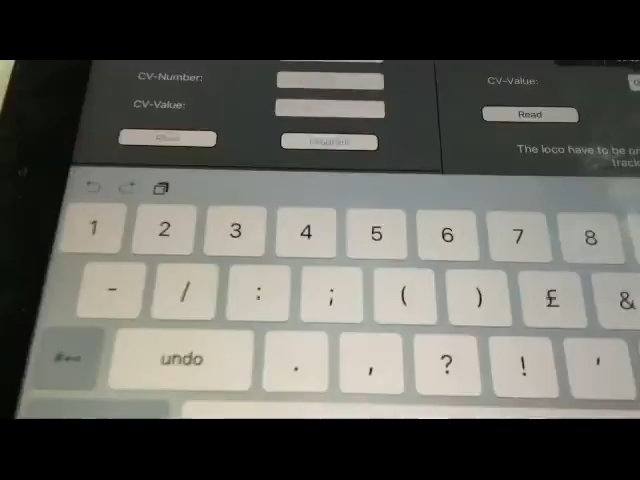 CV-Number:
CV-Value:
CV-Value:
Read
The loco have to be
track
1 2 3 4 5 6 7 8
- / : ; ( ) £ &
#+= undo . , ? ! '